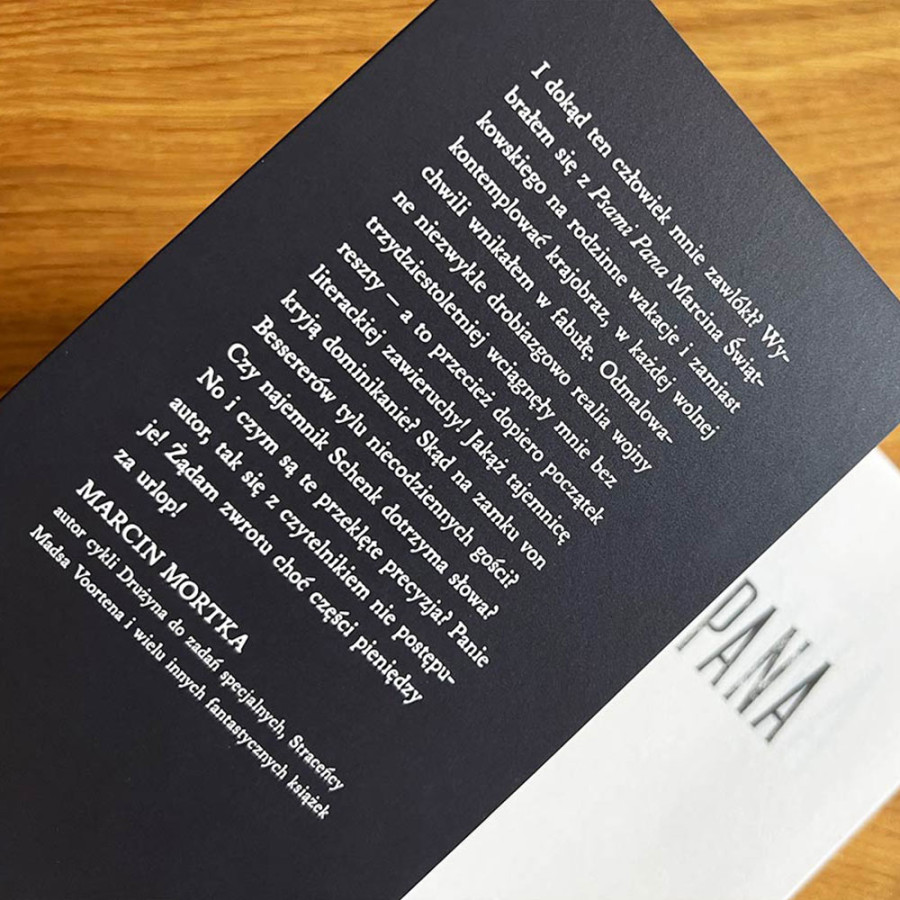 I dokąd ten człowiek mnie zawlókł? Wy-
brałem się z Psami Pana Marcina Świąt-
kowskiego na rodzinne wakacje i zamiast
kontemplować krajobraz, w każdej wolnej
chwili wnikałem w fabułę. Odmalowa-
ne niezwykle drobiazgowo realia wojny
trzydziestoletniej wciągnęły mnie bez
reszty – a to przecież dopiero początek
literackiej zawieruchy! Jakąż tajemnicę
kryją dominikanie? Skąd na zamku von
Bessererów tylu niecodziennych gości?
Czy najemnik Schenk dotrzyma słowa?
No i czym są te przeklęte precyzja? Panie
autor, tak się z czytelnikiem nie postępu-
je! Żądam zwrotu choć części pieniędzy
za urlop!
MARCIN MORTKA
autor cykli Drużyna do zadań specjalnych, Straceńcy
Madsa Voortena i wielu innych fantastycznych książek
PANA